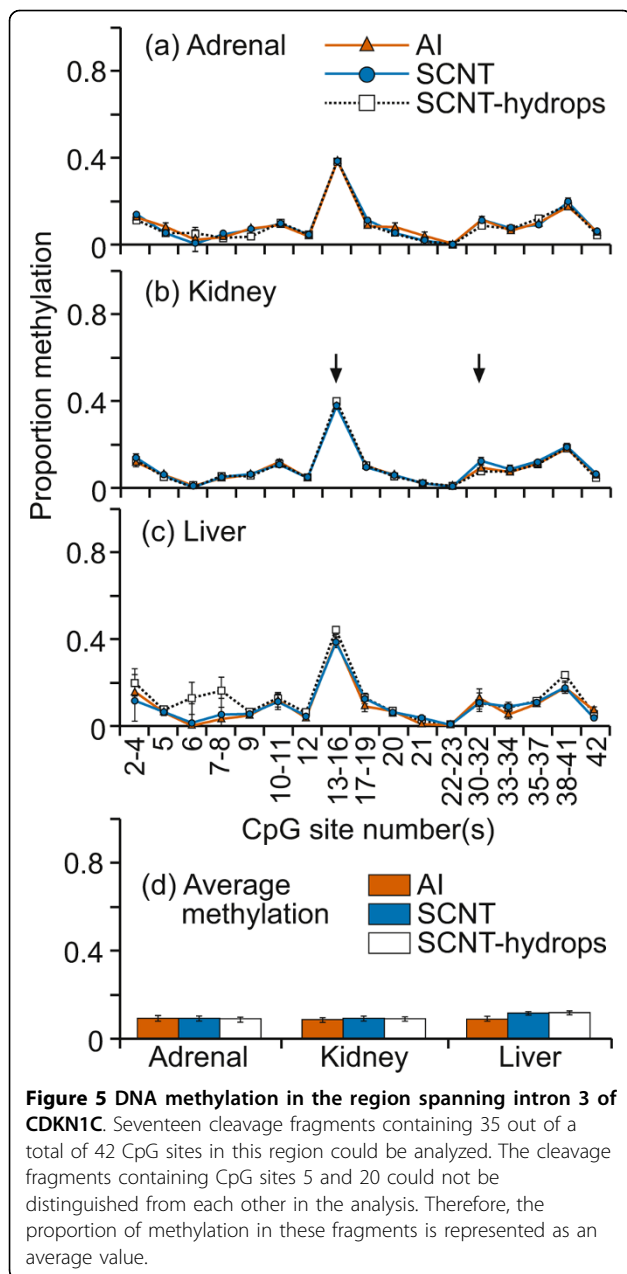 (a) Adrenal
AI
SCNT
SCNT-hydrops
0.8
0.4
0
(b) Kidney
0.8
0.4
0
(c) Liver
0.8
0.4
0
Proportion methylation
2-4
5
6
7-8
9
10-11
12
13-16
17-19
20
21
22-23
30-32
33-34
35-37
38-41
42
CpG site number(s)
(d) Average
methylation
AI
SCNT
SCNT-hydrops
0.8
0.4
0
Adrenal
Kidney
Liver
Figure 5 DNA methylation in the region spanning intron 3 of
CDKN1C. Seventeen cleavage fragments containing 35 out of a
total of 42 CpG sites in this region could be analyzed. The cleavage
fragments containing CpG sites 5 and 20 could not be
distinguished from each other in the analysis. Therefore, the
proportion of methylation in these fragments is represented as an
average value.